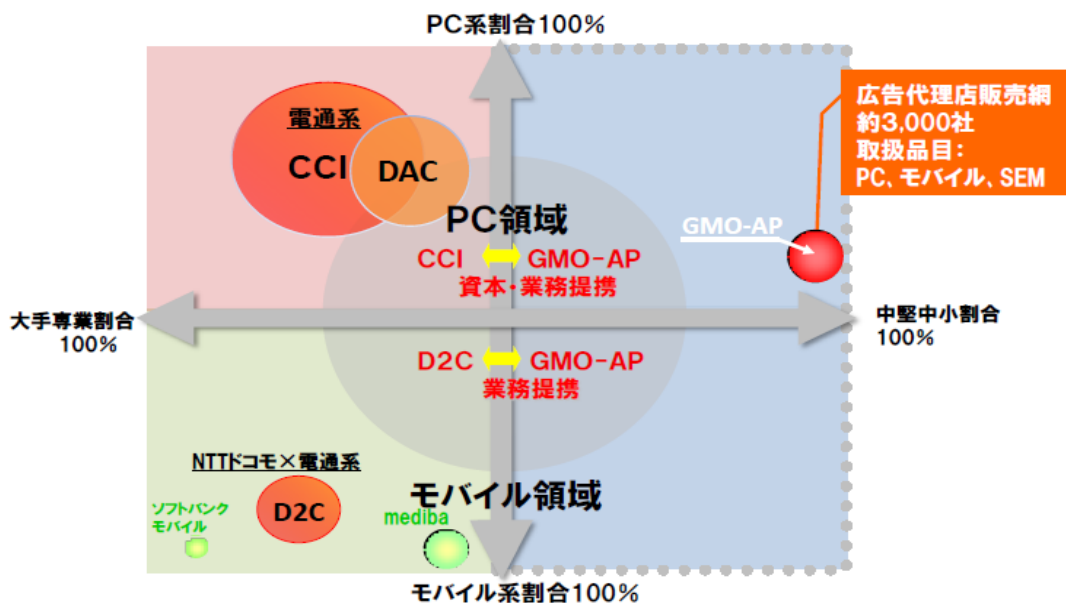 PC系割合100%
電通系
CCI
DAC
広告代理店販売網
約3,000社
取扱品目:
PC、モバイル、SEM
PC領域
GMO-AP
CCI GMO-AP
資本・業務提携
大手専業割合
100%
中堅中小割合
100%
D2C GMO-AP
業務提携
NTTドコモ×電通系
モバイル領域
ソフトバンク
モバイル
D2C
mediba
モバイル系割合100%